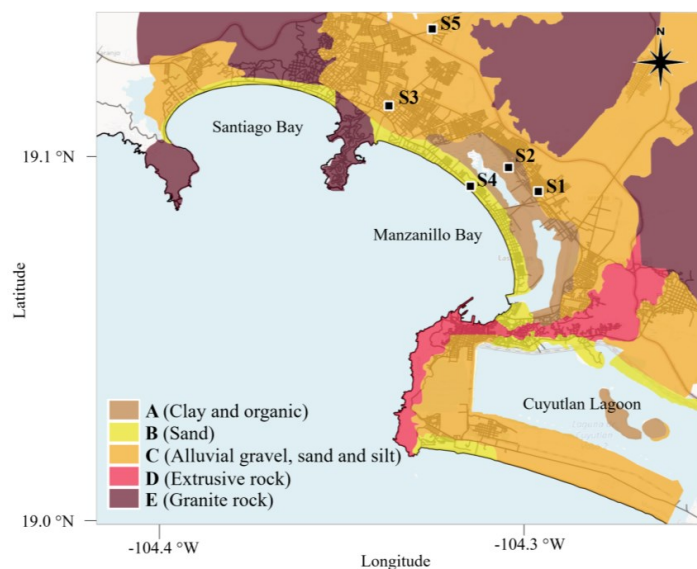 N
S5
S3
Santiago Bay
19.1 °N
S2
S1
S4
Manzanillo Bay
Latitude
A (Clay and organic)
B (Sand)
C (Alluvial gravel, sand and silt)
D (Extrusive rock)
E (Granite rock)
Cuyutlan Lagoon
19.0 °N
-104.4 °W
-104.3 °W
Longitude